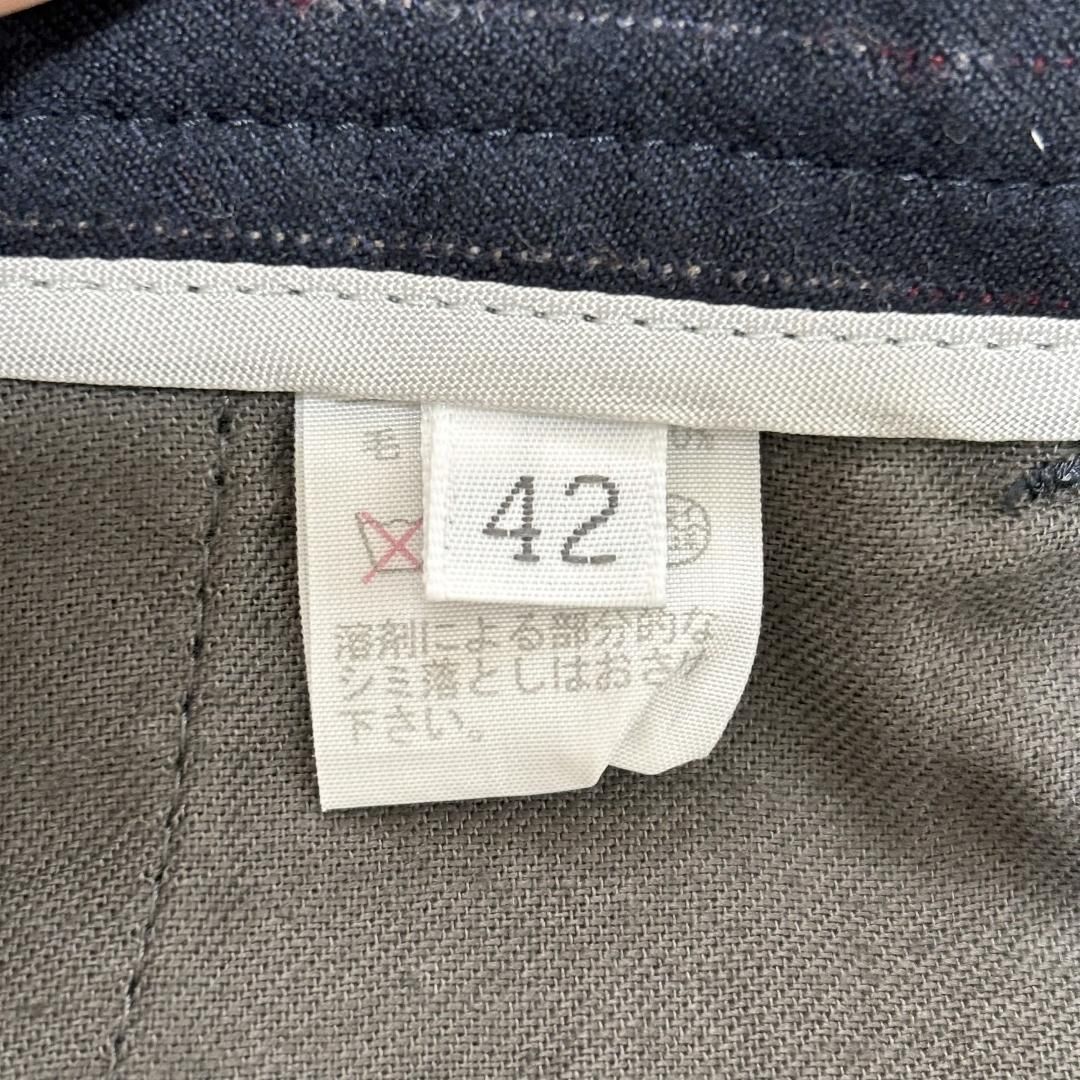 毛
42
溶剤による部分的な
シミ落としはおさけ
下さい。